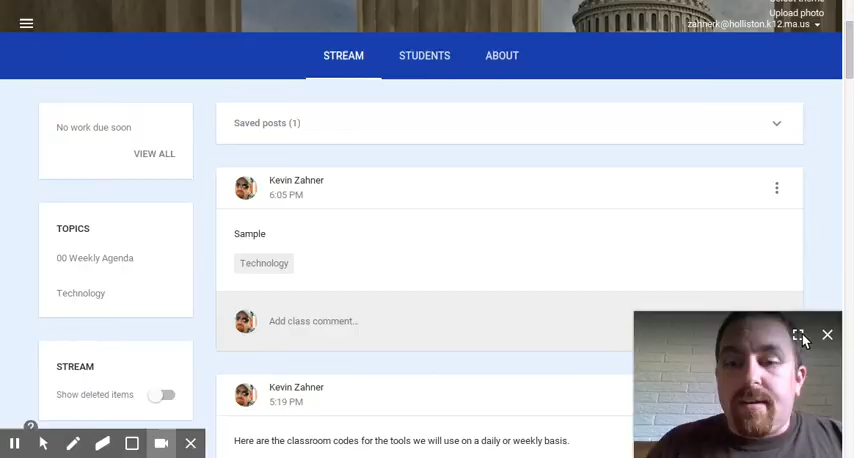 Upload photo
zahnerk@holliston.k12.ma.us
STREAM STUDENTS ABOUT
No work due soon
VIEW ALL
TOPICS
00 Weekly Agenda
Technology
STREAM
Show deleted items
?
Saved posts (1)
Kevin Zahner
6:05 PM
Sample
Technology
Add class comment...
Kevin Zahner
5:19 PM
Here are the classroom codes for the tools we will use on a daily or weekly basis.